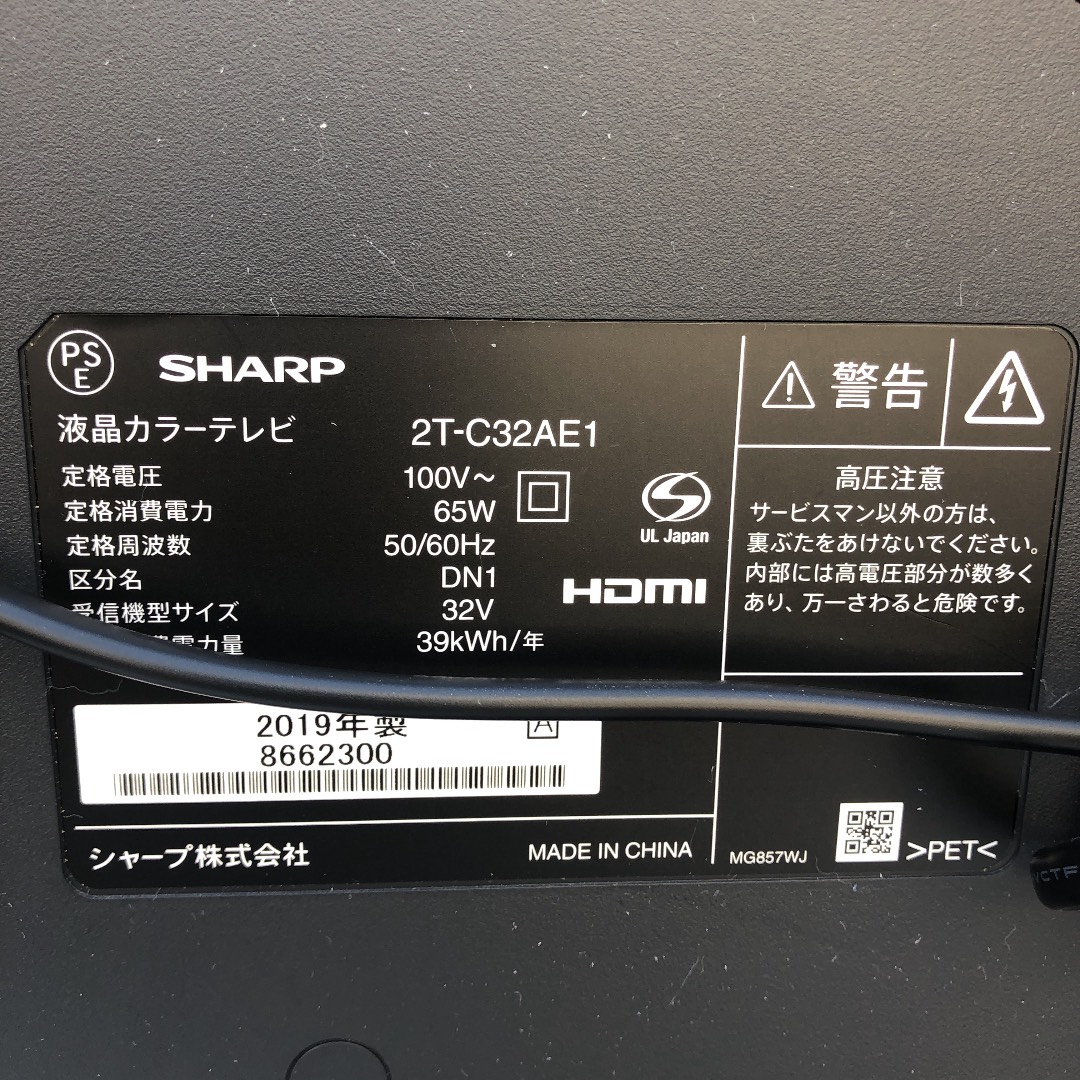 PS
E
SHARP
液晶カラーテレビ 2T-C32AE1
定格電圧 100V～
定格消費電力 65W
定格周波数 50/60Hz
区分名 DN1
受信機型サイズ 32V
費電力量 39kWh/年
UL Japan
HDMI
2019年製 A
8662300
シャープ株式会社 MADE IN CHINA
警告
高圧注意
サービスマン以外の方は、
裏ぶたをあけないでください。
内部には高電圧部分が数多く
あり、万一さわると危険です。
MG857WJ
>PET<
VCTF